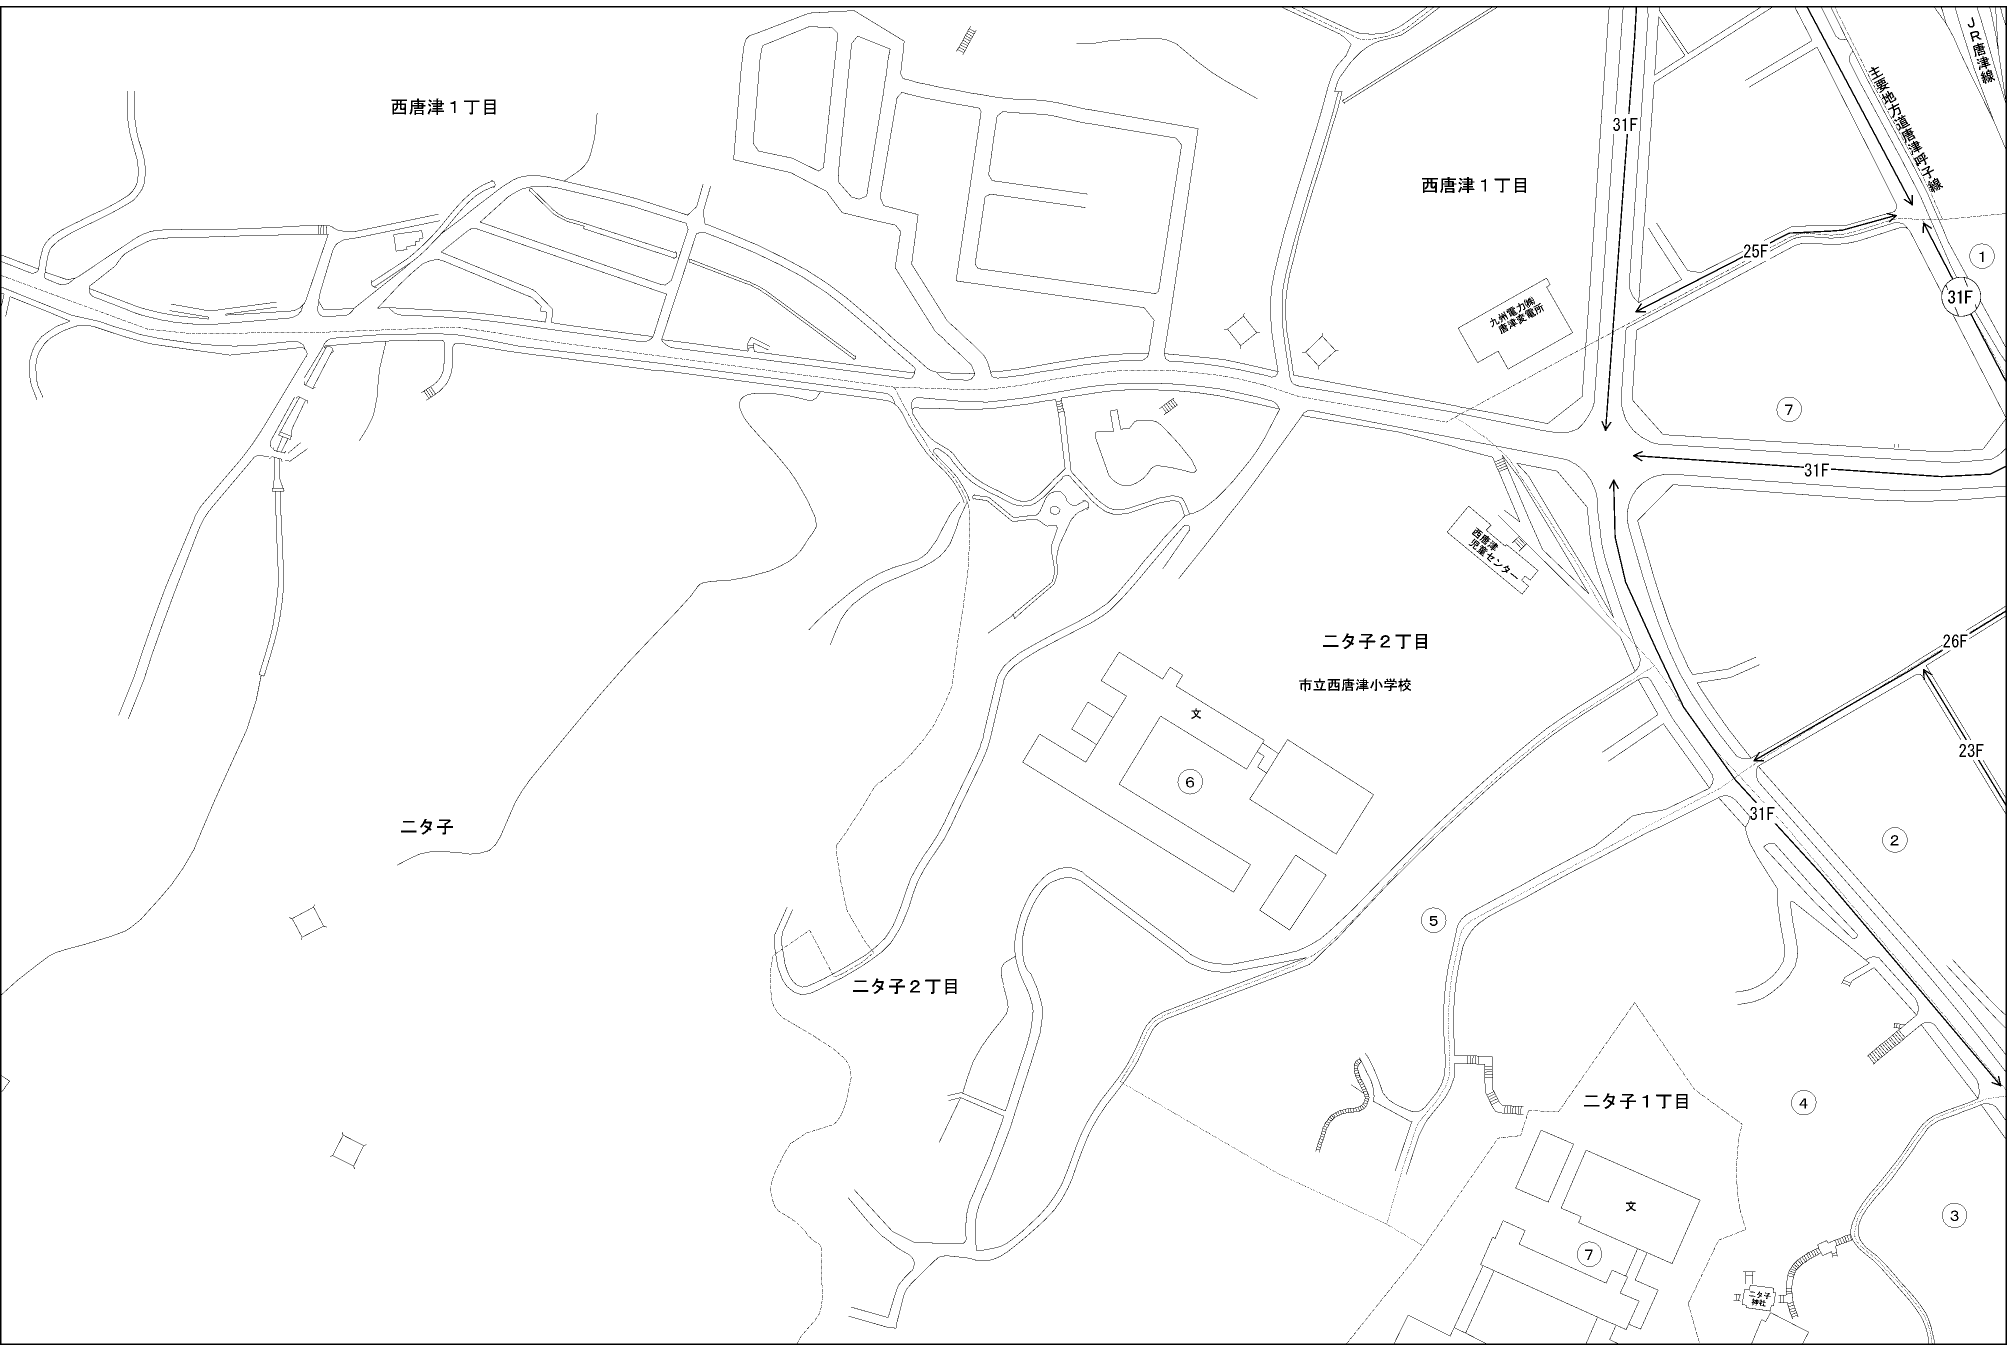 JR唐津線
主要地方道唐津呼子線
西唐津1丁目
31F
西唐津1丁目
25F
1
31F
九州電力㈱
唐津変電所
7
31F
西唐津
児童センター
二タ子2丁目
26F
市立西唐津小学校
文
23F
6
31F
二タ子
2
5
二タ子2丁目
二タ子1丁目
4
文
3
7
二タ子
神社